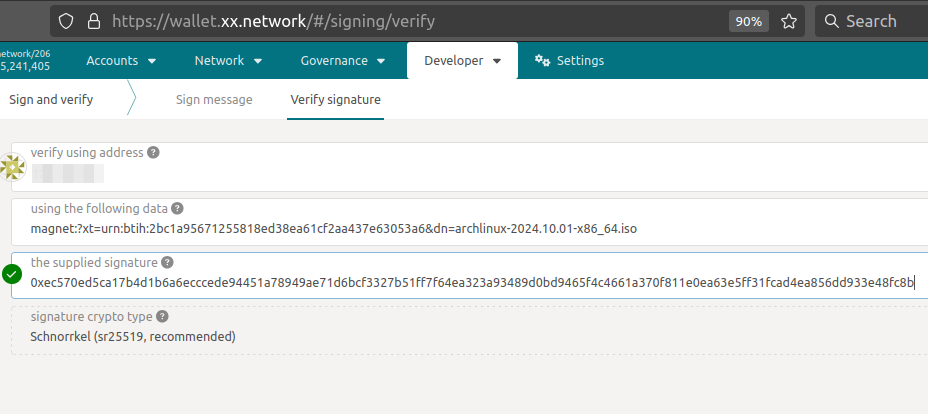 https://wallet.xx.network/#/signing/verify
90%
Search
etwork/206
5,241,405
Accounts
Network
Governance
Developer
Settings
Sign and verify
Sign message
Verify signature
verify using address ?
using the following data ?
magnet:?xt=urn:btih:2bc1a95671255818ed38ea61cf2aa437e63053a6&dn=archlinux-2024.10.01-x86_64.iso
the supplied signature ?
0xec570ed5ca17b4d1b6a6ecccede94451a78949ae71d6bcf3327b51ff7f64ea323a93489d0bd9465f4c4661a370f811e0ea63e5ff31fcad4ea856dd933e48fc8b
signature crypto type ?
Schnorrkel (sr25519, recommended)